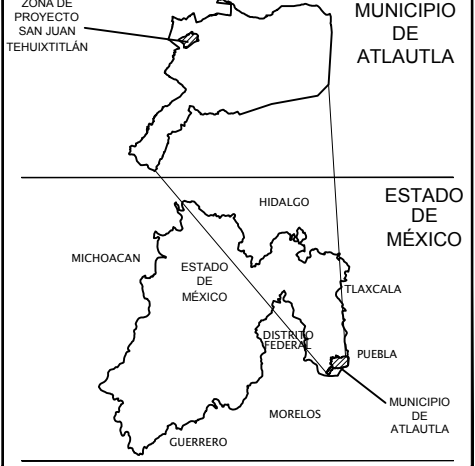 ZONA DE
PROYECTO
SAN JUAN
TEHUIXTITLÁN
MUNICIPIO
DE
ATLAUTLA
ESTADO
DE
MÉXICO
HIDALGO
MICHOACAN
ESTADO
DE
MÉXICO
TLAXCALA
DISTRITO
FEDERAL
PUEBLA
MUNICIPIO
DE
ATLAUTLA
MORELOS
GUERRERO